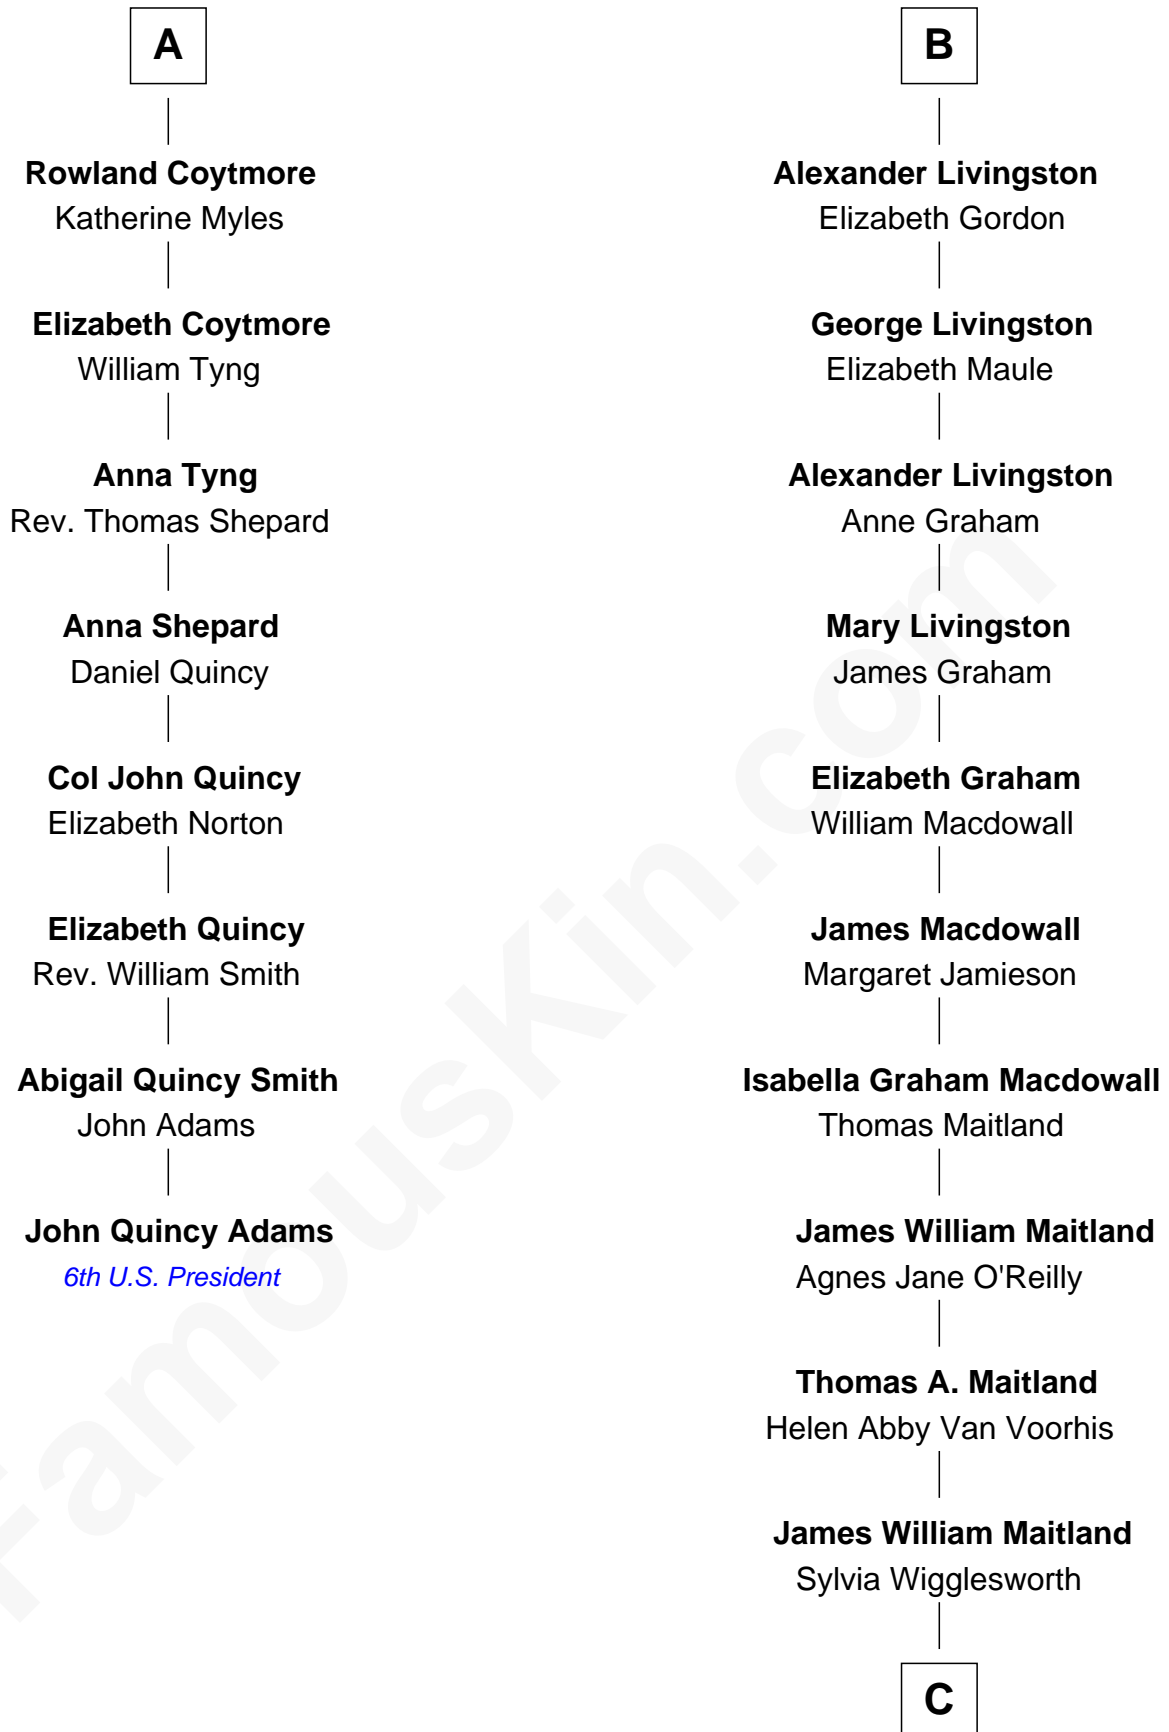 A
Rowland Coytmore
Katherine Myles
Elizabeth Coytmore
William Tyng
Anna Tyng
Rev. Thomas Shepard
Anna Shepard
Daniel Quincy
Col John Quincy
Elizabeth Norton
Elizabeth Quincy
Rev. William Smith
Abigail Quincy Smith
John Adams
John Quincy Adams
6th U.S. President
B
Alexander Livingston
Elizabeth Gordon
George Livingston
Elizabeth Maule
Alexander Livingston
Anne Graham
Mary Livingston
James Graham
Elizabeth Graham
William Macdowall
James Macdowall
Margaret Jamieson
Isabella Graham Macdowall
Thomas Maitland
James William Maitland
Agnes Jane O'Reilly
Thomas A. Maitland
Helen Abby Van Voorhis
James William Maitland
Sylvia Wigglesworth
C
FamousKin.com